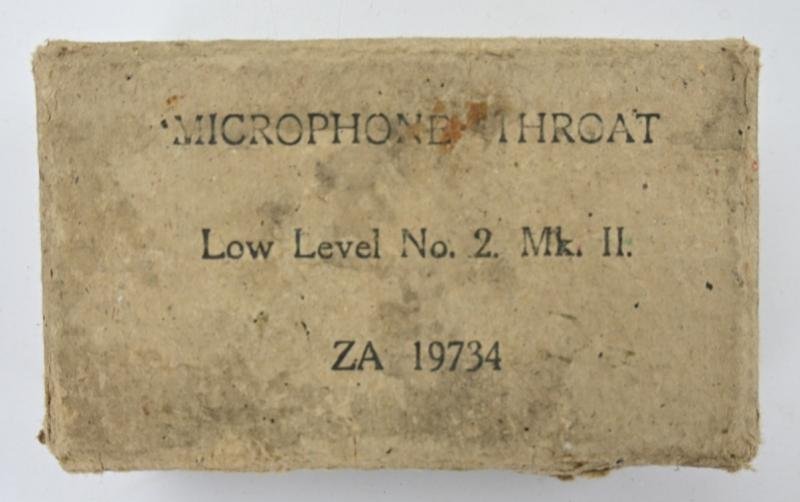 MICROPHONE THROAT
Low Level No. 2. Mk. II.
ZA 19734